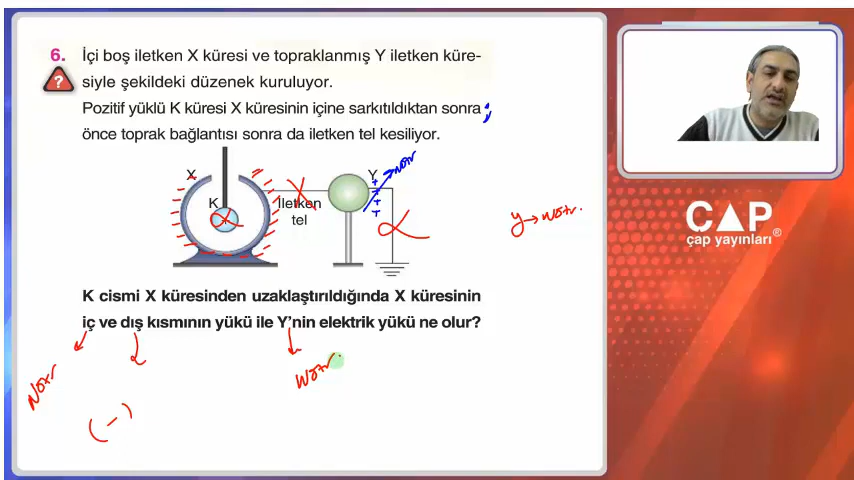 6. İçi boş iletken X küresi ve topraklanmış Y iletken küre-
siyle şekildeki düzenek kuruluyor.
?
Pozitif yüklü K küresi X küresinin içine sarkıtıldıktan sonra ;
önce toprak bağlantısı sonra da iletken tel kesiliyor.
X
K
+
İletken
tel
Y
+
+
+
nötr
y → nötr.
ÇAP
çap yayınları®
K cismi X küresinden uzaklaştırıldığında X küresinin
iç ve dış kısmının yükü ile Y'nin elektrik yükü ne olur?
Nötr
(-)
Nötr